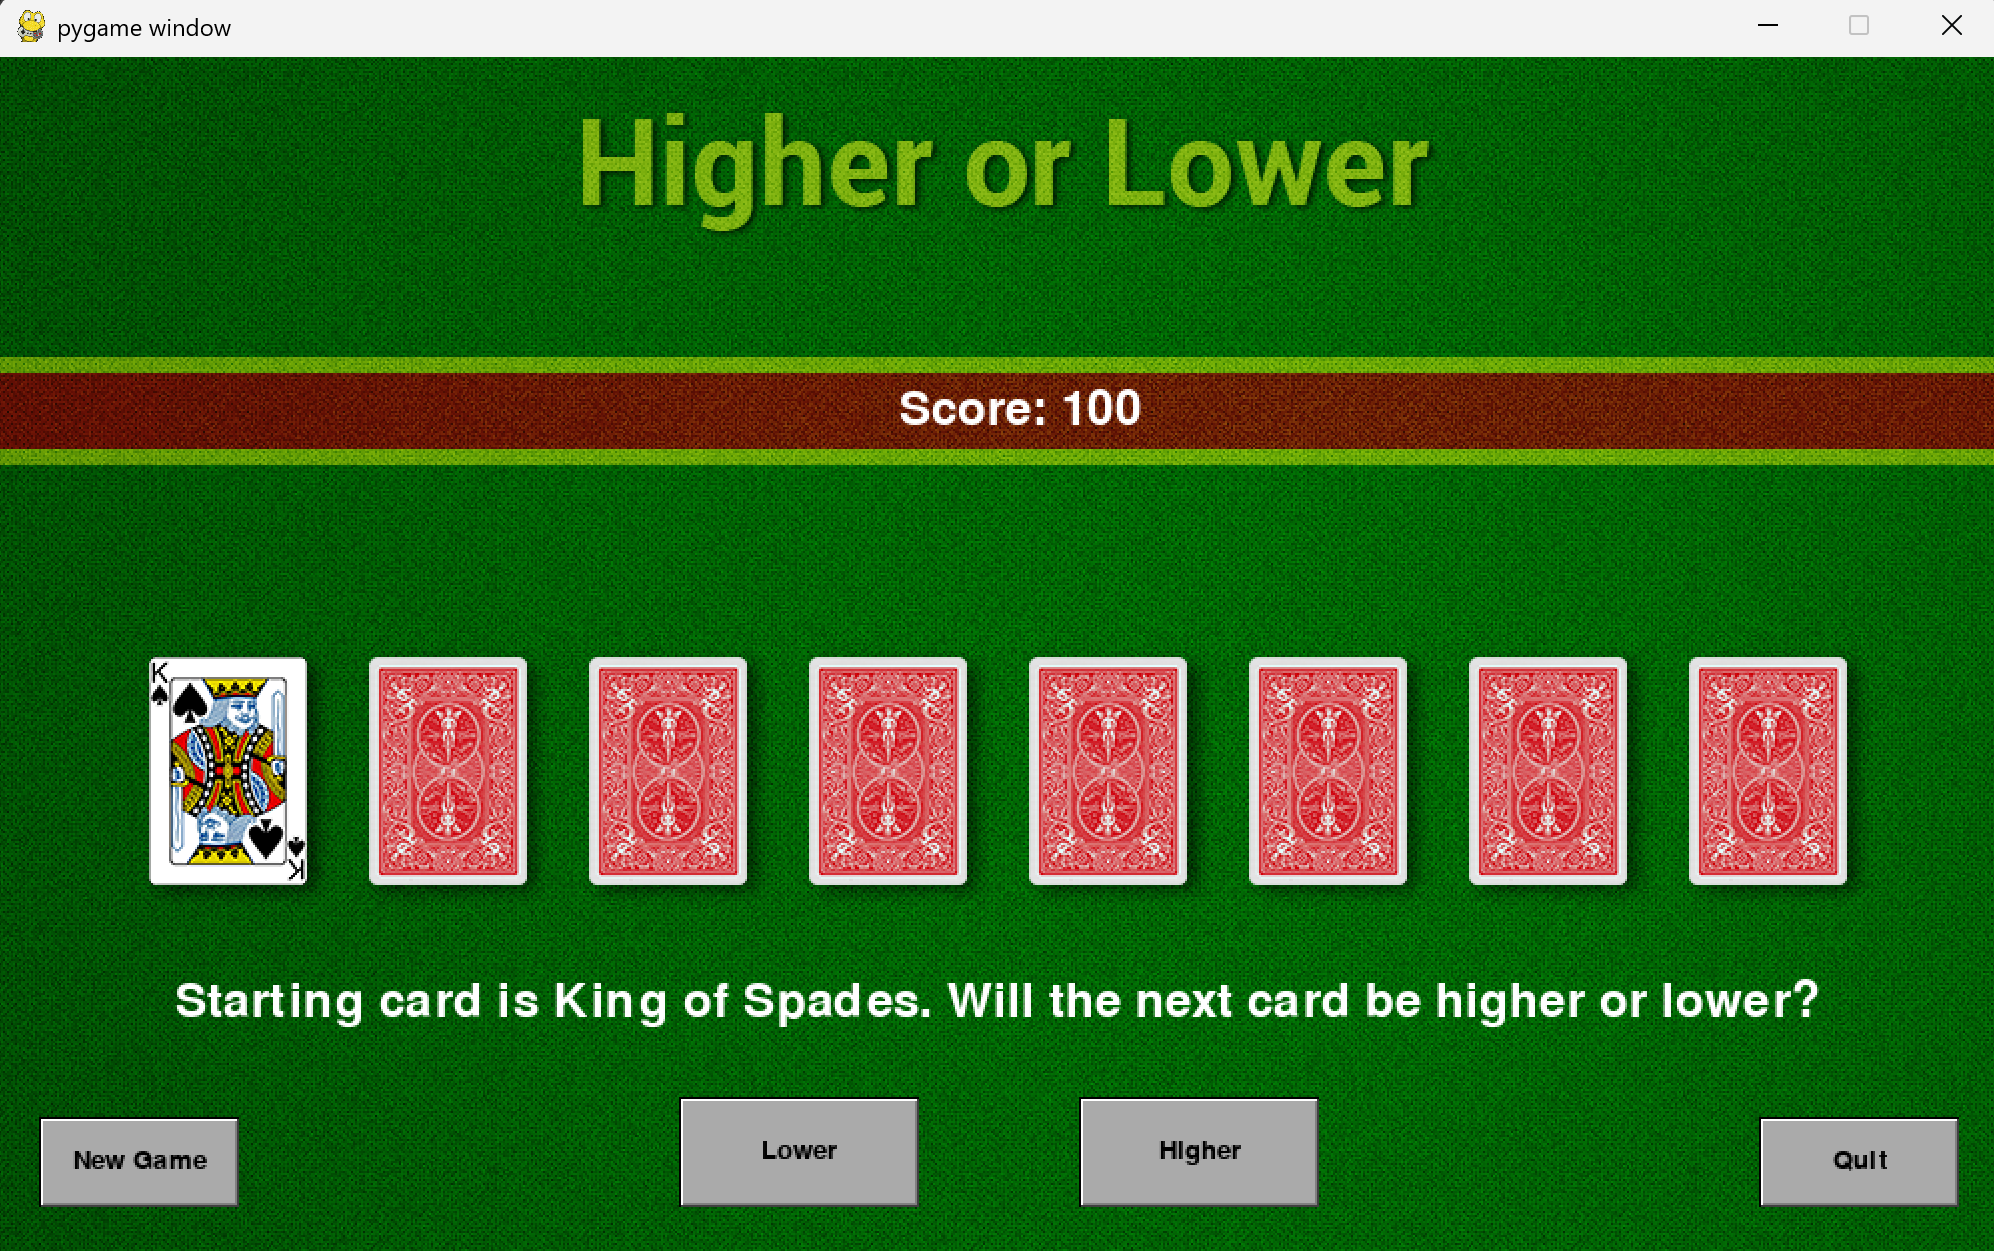 pygame window
Higher or Lower
Score: 100
K
K
Starting card is King of Spades. Will the next card be higher or lower?
New Game
Lower
Higher
Quit